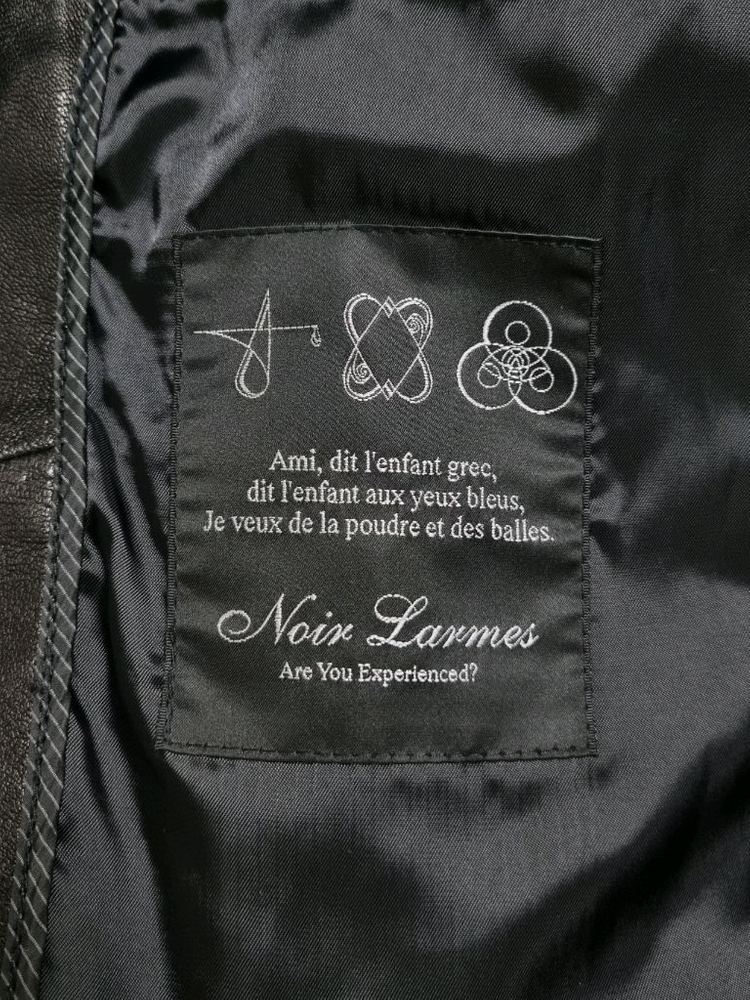 Ami, dit l'enfant grec,
dit l'enfant aux yeux bleus,
Je veux de la poudre et des balles.
Noir Larmes
Are You Experienced?